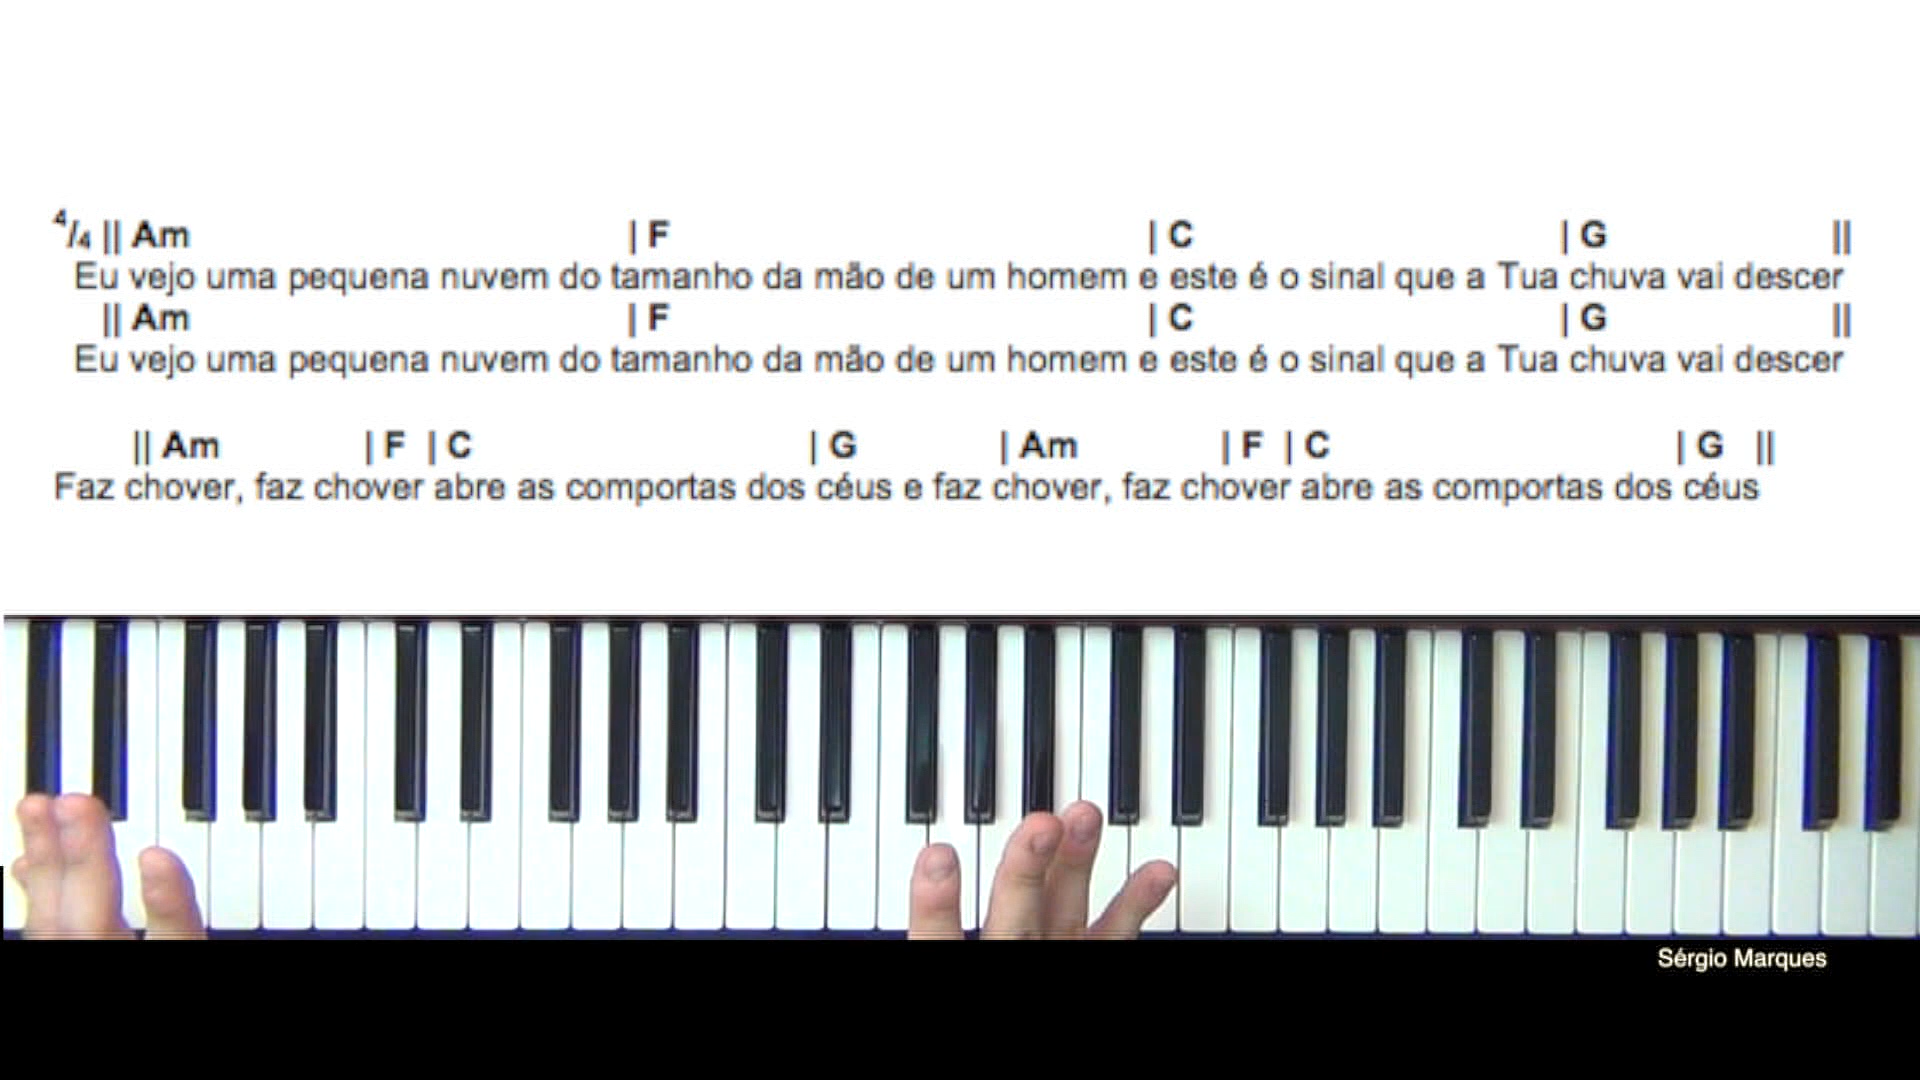 4/4 || Am | F | C | G ||
Eu vejo uma pequena nuvem do tamanho da mão de um homem e este é o sinal que a Tua chuva vai descer
|| Am | F | C | G ||
Eu vejo uma pequena nuvem do tamanho da mão de um homem e este é o sinal que a Tua chuva vai descer
|| Am | F | C | G | Am | F | C | G ||
Faz chover, faz chover abre as comportas dos céus e faz chover, faz chover abre as comportas dos céus
Sérgio Marques